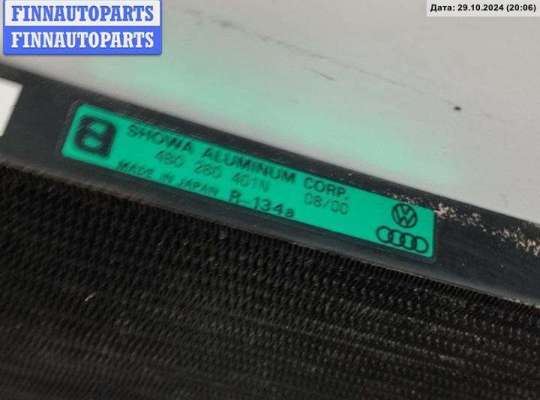 FINNAUTOPARTS
FINNAUTOPARTS
Дата: 29.10.2024 (20:06)
SHOWA ALUMINUM CORP.
4B0 260 401N 08/00
MADE IN JAPAN R-134a